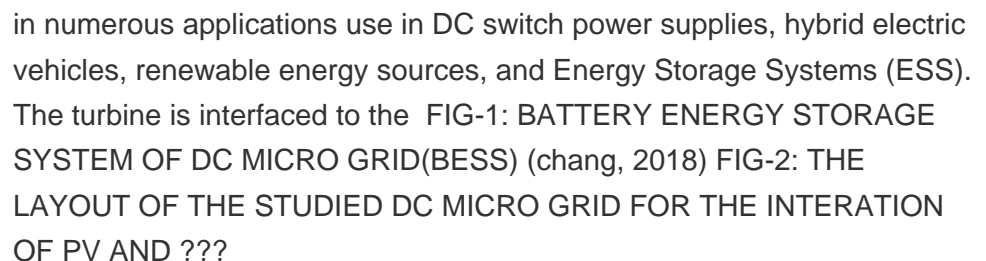 in numerous applications use in DC switch power supplies, hybrid electric
vehicles, renewable energy sources, and Energy Storage Systems (ESS).
The turbine is interfaced to the  FIG-1: BATTERY ENERGY STORAGE
SYSTEM OF DC MICRO GRID(BESS) (chang, 2018) FIG-2: THE
LAYOUT OF THE STUDIED DC MICRO GRID FOR THE INTERATION
OF PV AND ???